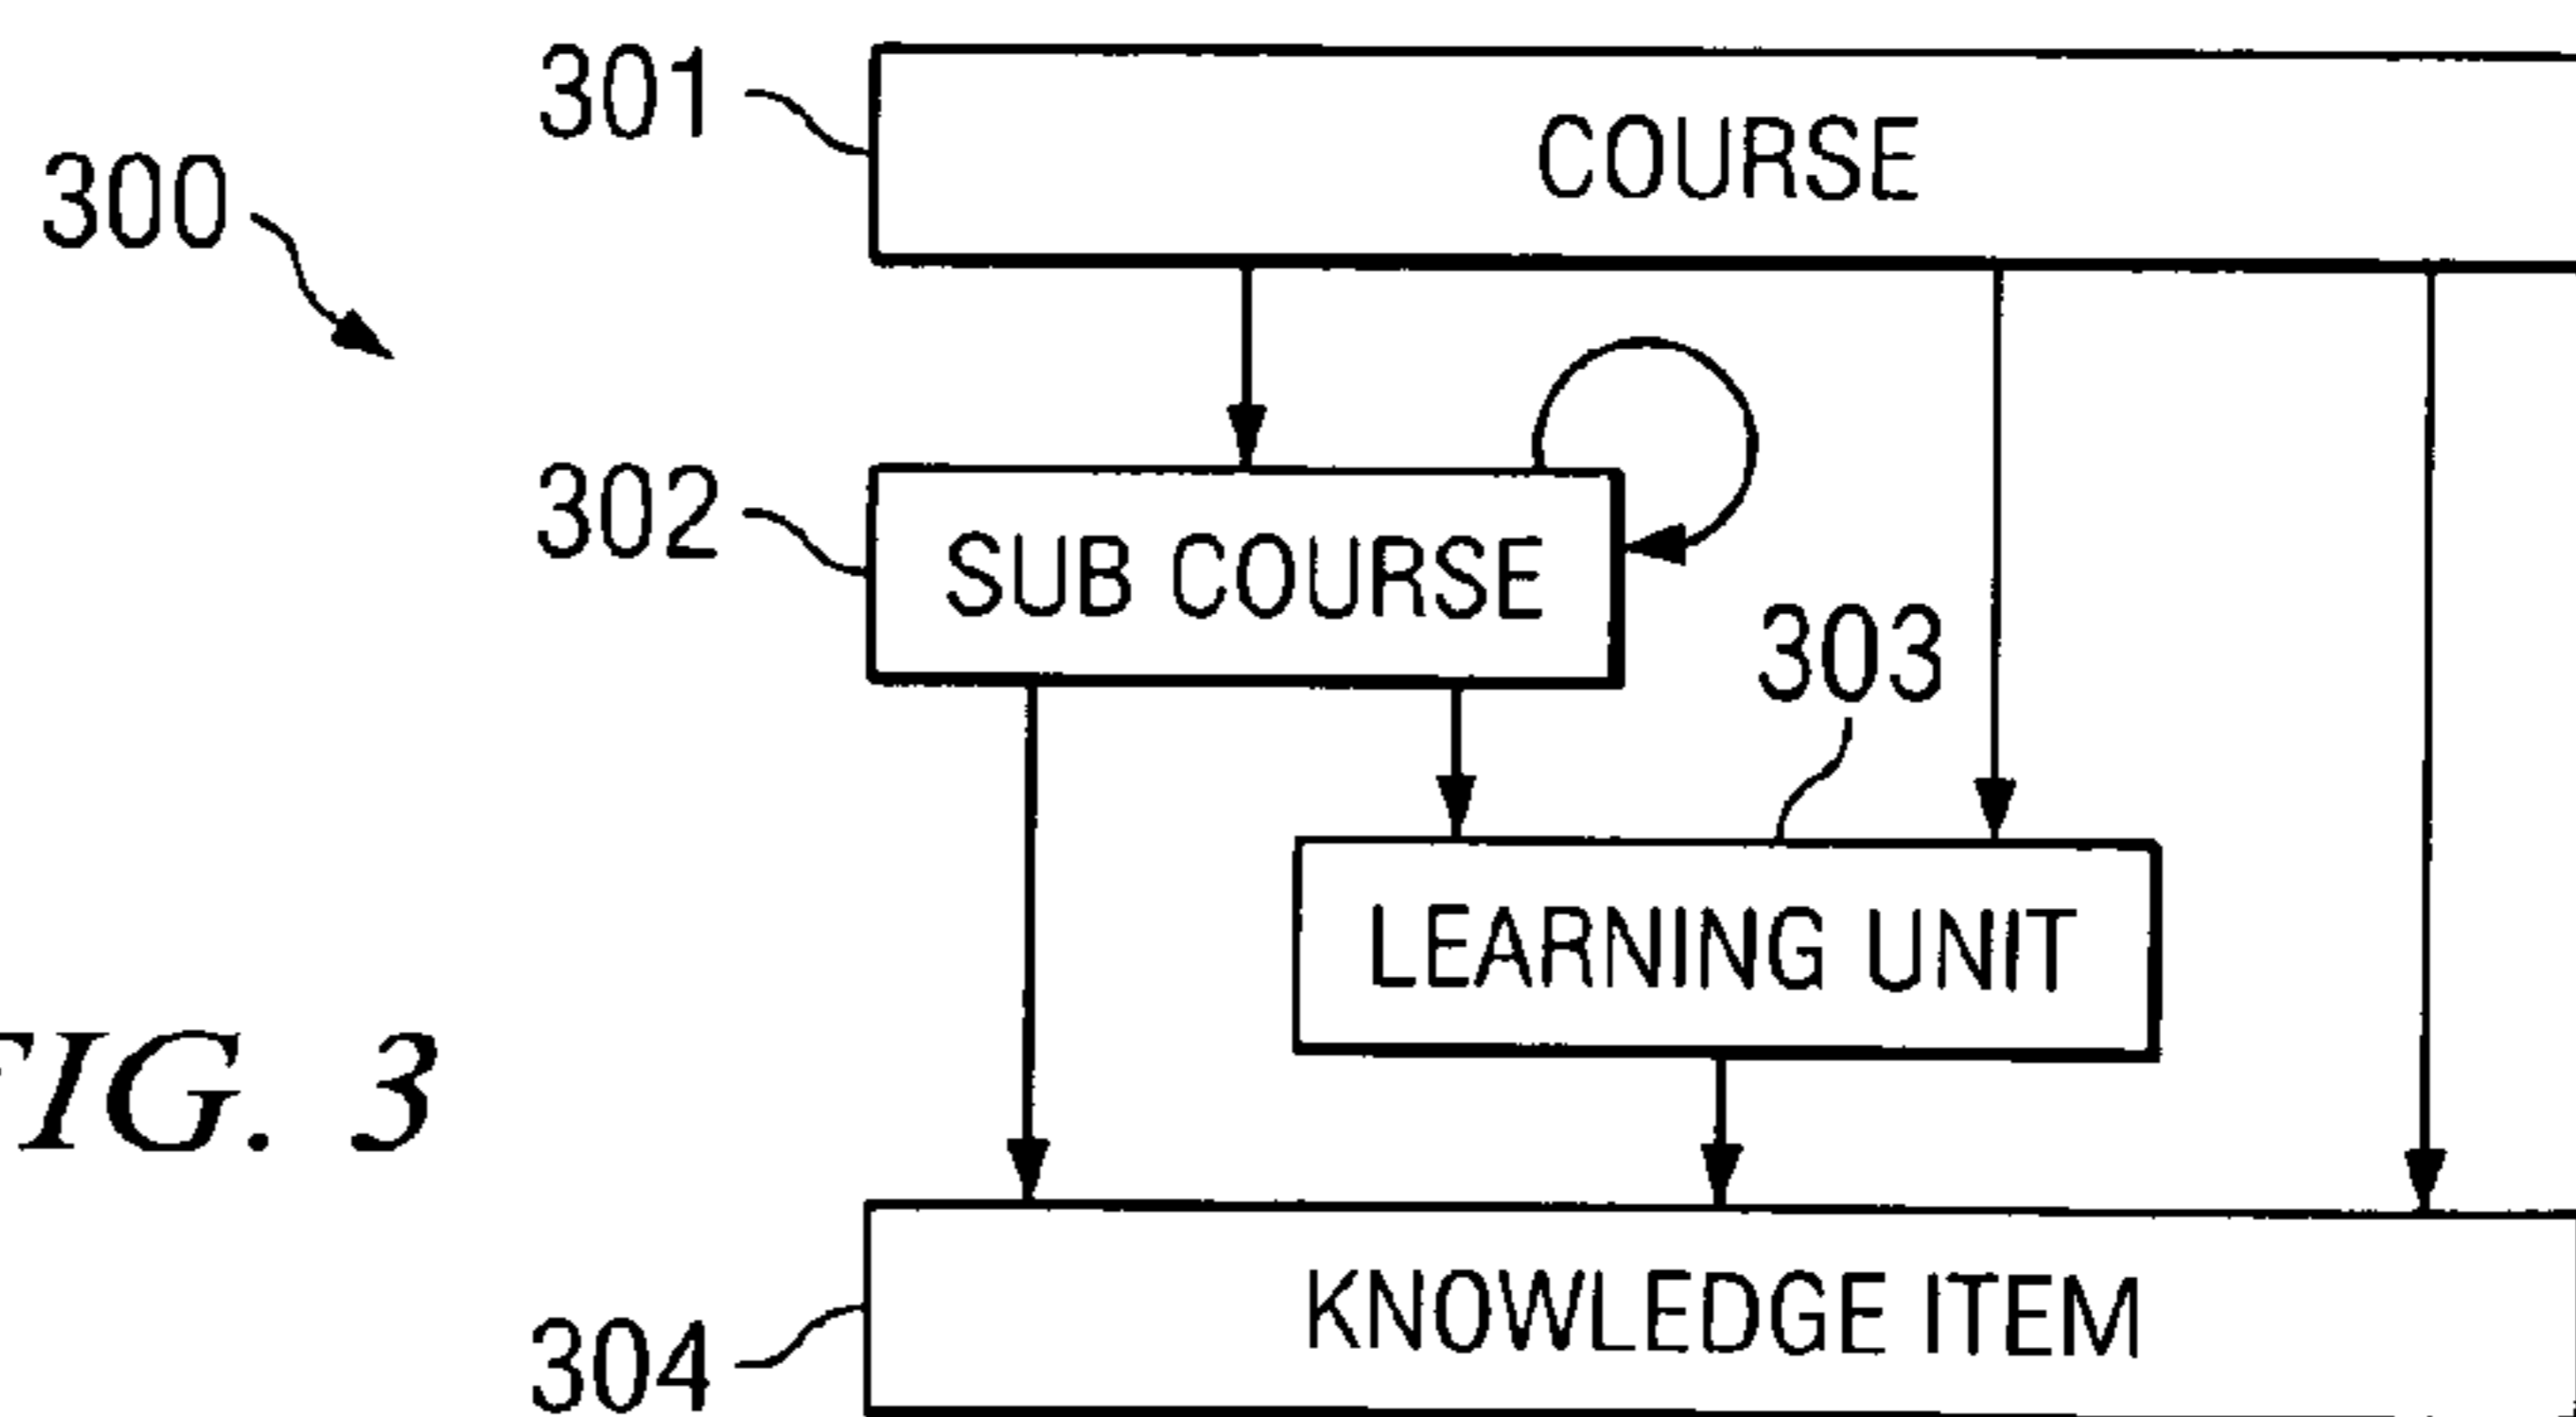 301
COURSE
300
302
SUB COURSE
303
LEARNING UNIT
FIG. 3
KNOWLEDGE ITEM
304